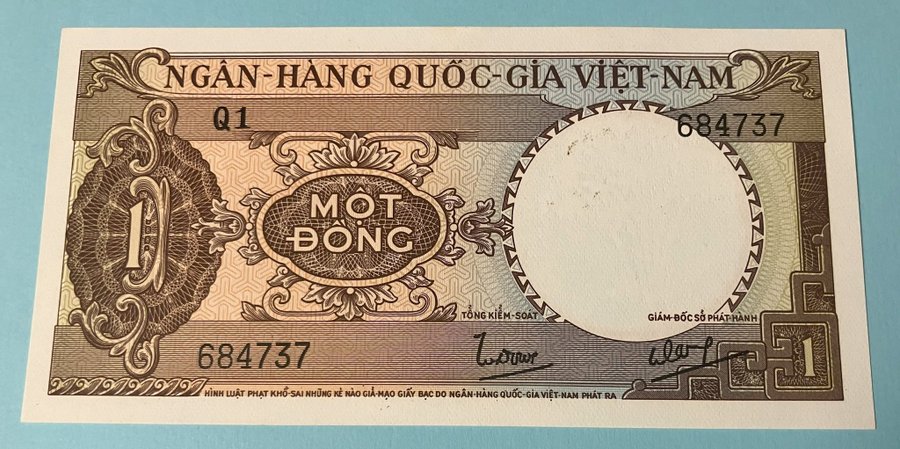 NGÂN-HÀNG QUỐC-GIA VIỆT-NAM
Q1
684737
1
MỘT
ĐỒNG
TỔNG KIỂM-SOÁT
GIÁM-ĐỐC SỞ PHÁT-HÀNH
684737
1
HÌNH LUẬT PHẠT KHỔ-SAI NHỮNG KẺ NÀO GIẢ-MẠO GIẤY BẠC DO NGÂN-HÀNG QUỐC-GIA VIỆT-NAM PHÁT RA